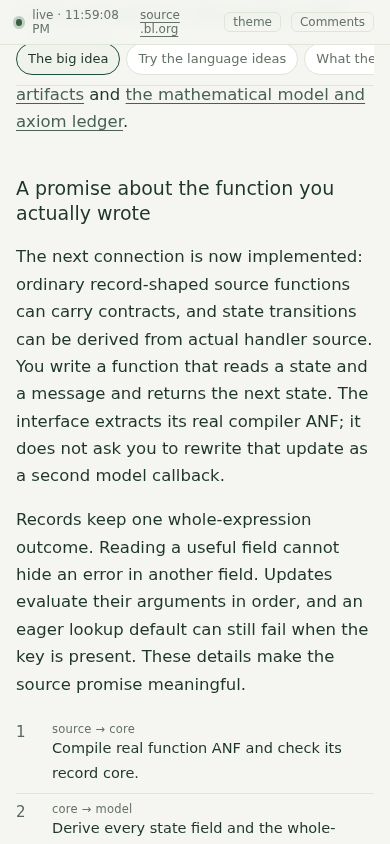 live · 11:59:08 PM
source .bl.org
theme
Comments
The big idea
Try the language ideas
What the
artifacts and the mathematical model and
axiom ledger.
A promise about the function you
actually wrote
The next connection is now implemented:
ordinary record-shaped source functions
can carry contracts, and state transitions
can be derived from actual handler source.
You write a function that reads a state and
a message and returns the next state. The
interface extracts its real compiler ANF; it
does not ask you to rewrite that update as
a second model callback.
Records keep one whole-expression
outcome. Reading a useful field cannot
hide an error in another field. Updates
evaluate their arguments in order, and an
eager lookup default can still fail when the
key is present. These details make the
source promise meaningful.
1
source → core
Compile real function ANF and check its
record core.
2
core → model
Derive every state field and the whole-